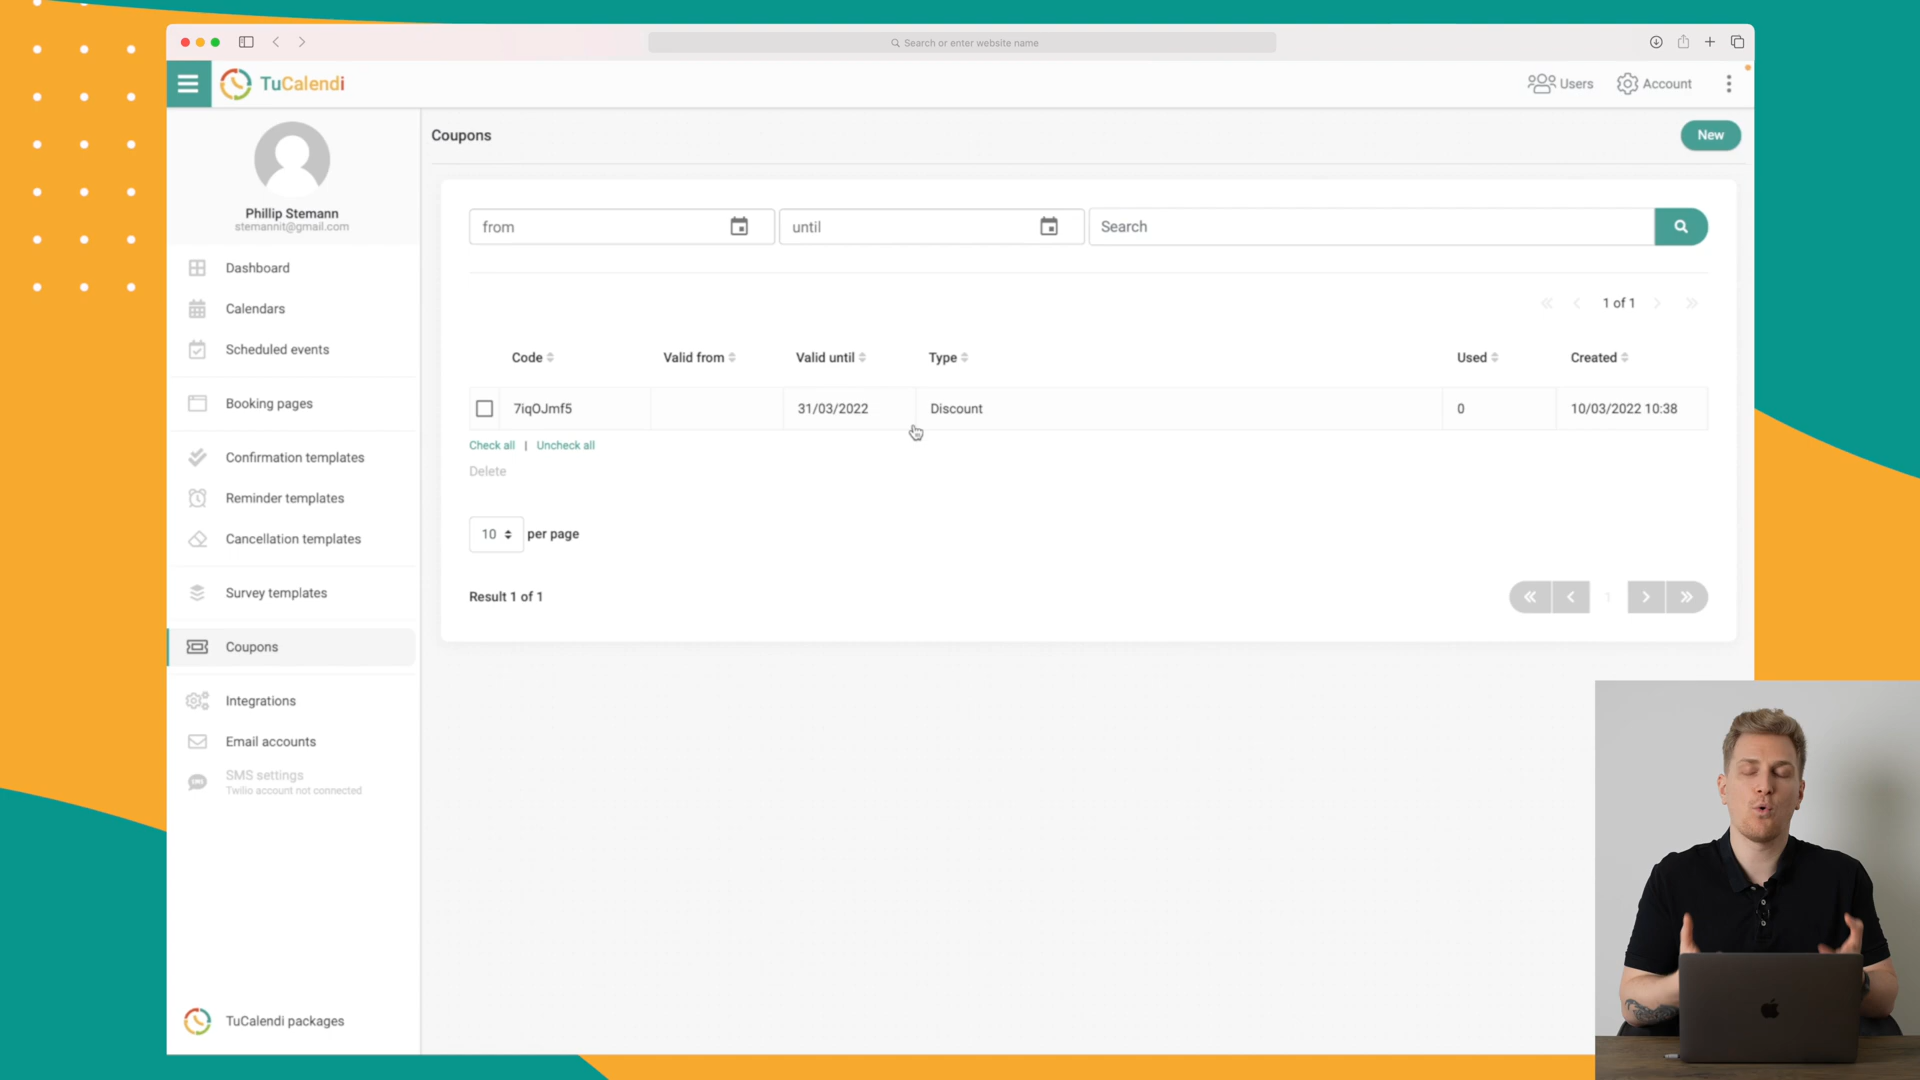 Search or enter website name
TuCalendi
Users
Account
Phillip Stemann
stemannit@gmail.com
Dashboard
Calendars
Scheduled events
Booking pages
Confirmation templates
Reminder templates
Cancellation templates
Survey templates
Coupons
Integrations
Email accounts
SMS settings
Twilio account not connected
TuCalendi packages
Coupons
New
from
until
Search
1 of 1
Code Valid from Valid until Type Used Created
7iqOJmf5 31/03/2022 Discount 0 10/03/2022 10:38
Check all | Uncheck all
Delete
10 per page
Result 1 of 1
1